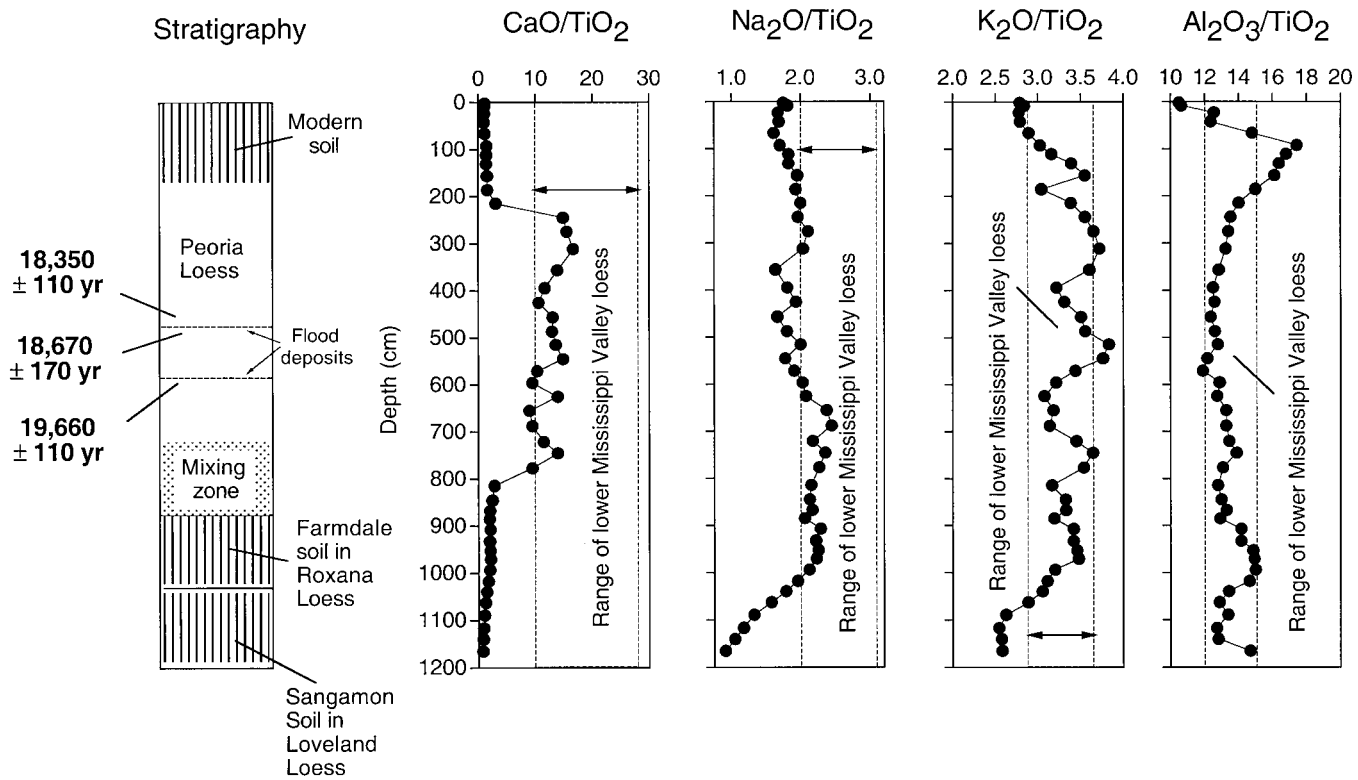 Stratigraphy
Modern
soil
Peoria
Loess
18,350
± 110 yr
Flood
deposits
18,670
± 170 yr
19,660
± 110 yr
Mixing
zone
Farmdale
soil in
Roxana
Loess
Sangamon
Soil in
Loveland
Loess
CaO/TiO2
0 10 20 30
Depth (cm)
0
100
200
300
400
500
600
700
800
900
1000
1100
1200
Range of lower Mississippi Valley loess
Na2O/TiO2
1.0 2.0 3.0
Range of lower Mississippi Valley loess
K2O/TiO2
2.0 2.5 3.0 3.5 4.0
Range of lower Mississippi Valley loess
Al2O3/TiO2
10 12 14 16 18 20
Range of lower Mississippi Valley loess